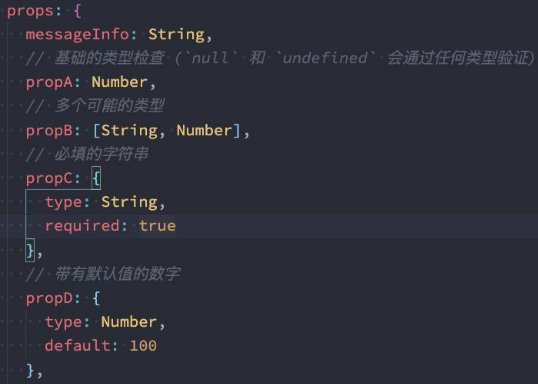 props: {
messageInfo: String,
// 基础的类型检查 (`null` 和 `undefined` 会通过任何类型验证)
propA: Number,
// 多个可能的类型
propB: [String, Number],
// 必填的字符串
propC: {
type: String,
required: true
},
// 带有默认值的数字
propD: {
type: Number,
default: 100
},